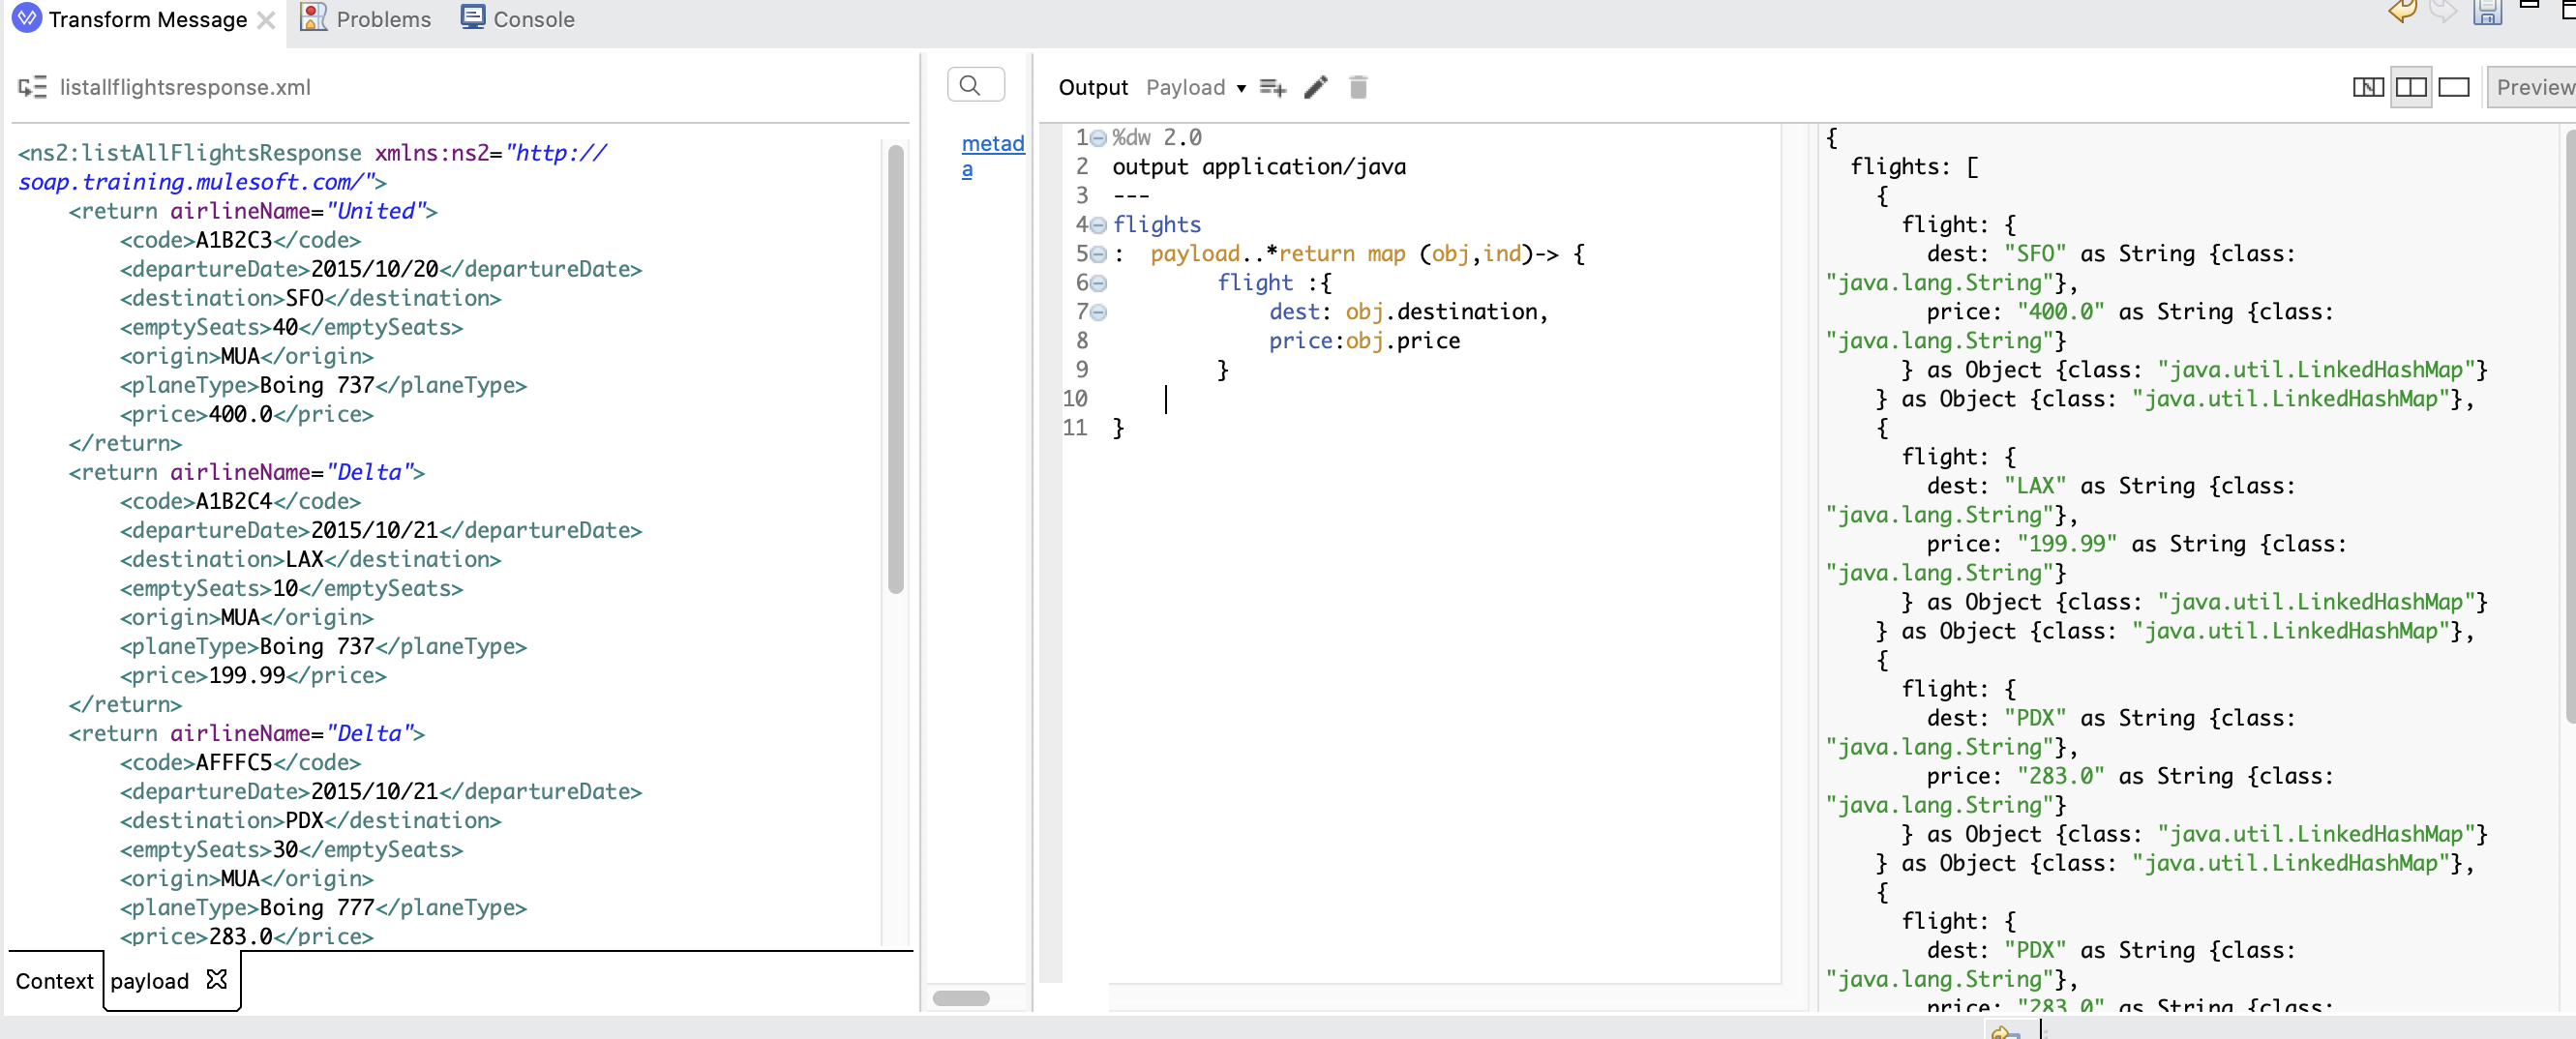 Transform Message
Problems
Console
listallflightsresponse.xml
<ns2:listAllFlightsResponse xmlns:ns2="http://
soap.training.mulesoft.com/">
<return airlineName="United">
<code>A1B2C3</code>
<departureDate>2015/10/20</departureDate>
<destination>SFO</destination>
<emptySeats>40</emptySeats>
<origin>MUA</origin>
<planeType>Boing 737</planeType>
<price>400.0</price>
</return>
<return airlineName="Delta">
<code>A1B2C4</code>
<departureDate>2015/10/21</departureDate>
<destination>LAX</destination>
<emptySeats>10</emptySeats>
<origin>MUA</origin>
<planeType>Boing 737</planeType>
<price>199.99</price>
</return>
<return airlineName="Delta">
<code>AFFFC5</code>
<departureDate>2015/10/21</departureDate>
<destination>PDX</destination>
<emptySeats>30</emptySeats>
<origin>MUA</origin>
<planeType>Boing 777</planeType>
<price>283.0</price>
Context
payload
metad
a
Output Payload
Preview
1 %dw 2.0
2 output application/java
3 ---
4 flights
5 : payload..*return map (obj,ind)-> {
6 flight :{
7 dest: obj.destination,
8 price:obj.price
9 }
10
11 }
{
flights: [
{
flight: {
dest: "SFO" as String {class:
"java.lang.String"},
price: "400.0" as String {class:
"java.lang.String"}
} as Object {class: "java.util.LinkedHashMap"}
} as Object {class: "java.util.LinkedHashMap"},
{
flight: {
dest: "LAX" as String {class:
"java.lang.String"},
price: "199.99" as String {class:
"java.lang.String"}
} as Object {class: "java.util.LinkedHashMap"}
} as Object {class: "java.util.LinkedHashMap"},
{
flight: {
dest: "PDX" as String {class:
"java.lang.String"},
price: "283.0" as String {class:
"java.lang.String"}
} as Object {class: "java.util.LinkedHashMap"}
} as Object {class: "java.util.LinkedHashMap"},
{
flight: {
dest: "PDX" as String {class:
"java.lang.String"},
price: "283.0" as String {class: